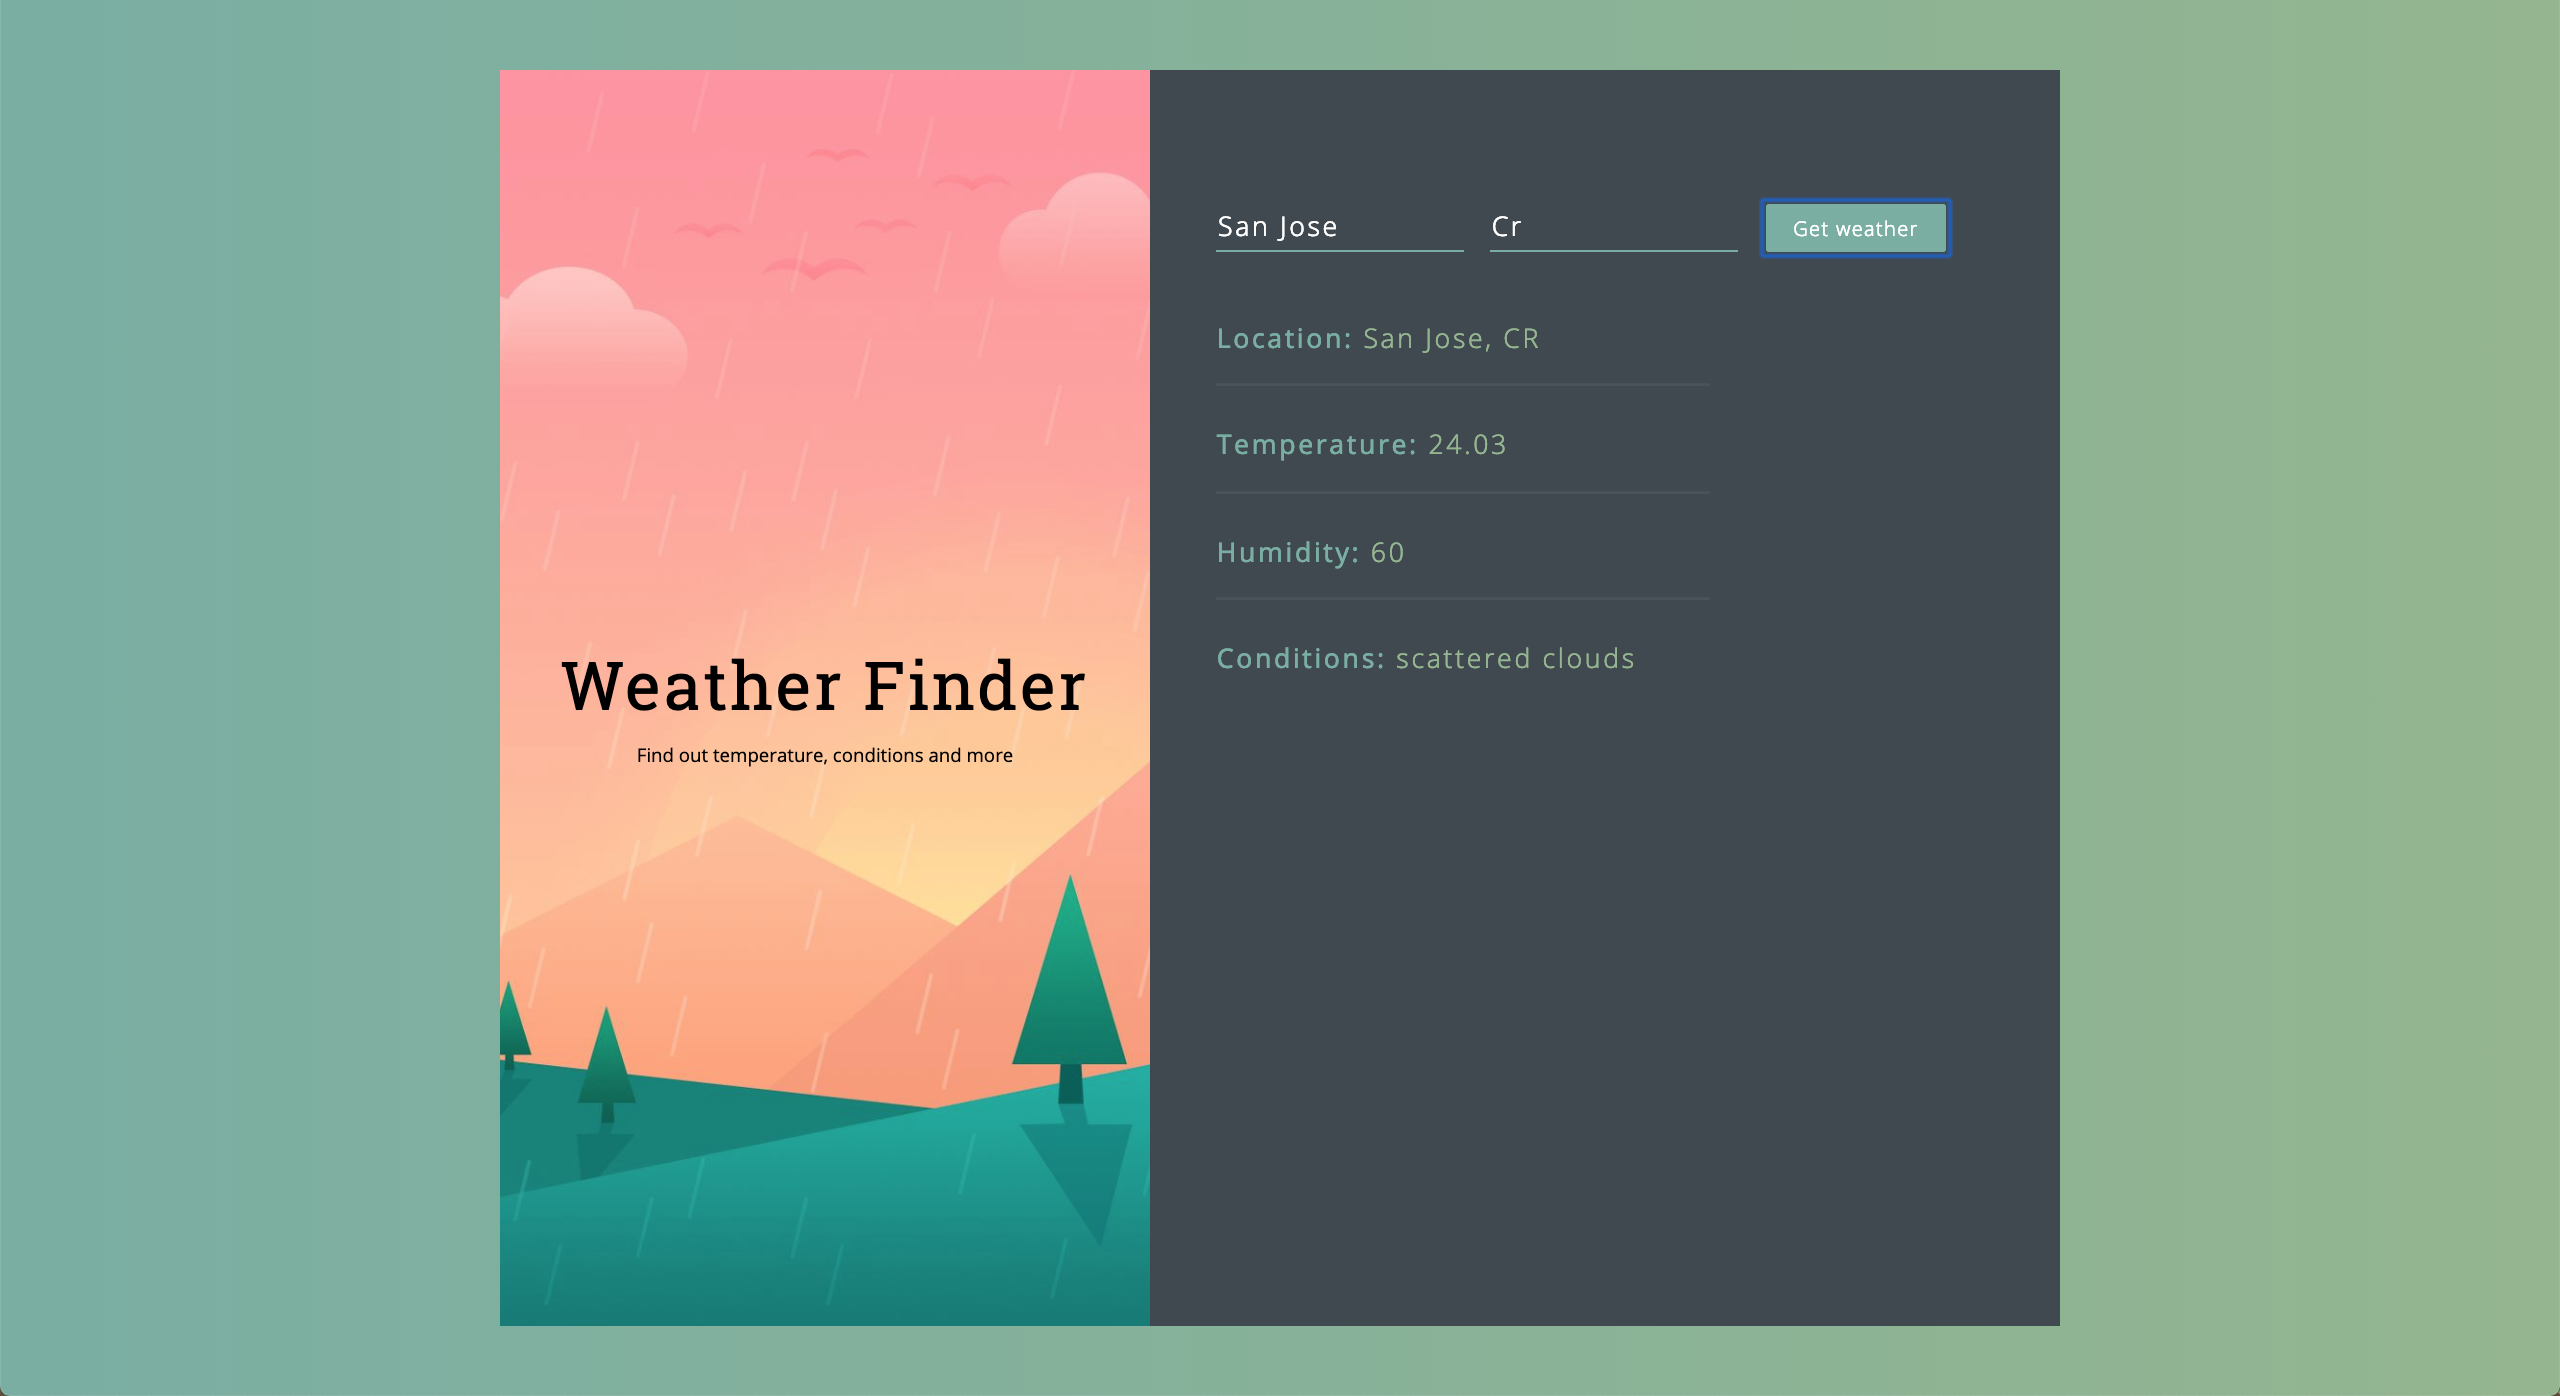 Weather Finder
Find out temperature, conditions and more
San Jose Cr Get weather
Location: San Jose, CR
Temperature: 24.03
Humidity: 60
Conditions: scattered clouds